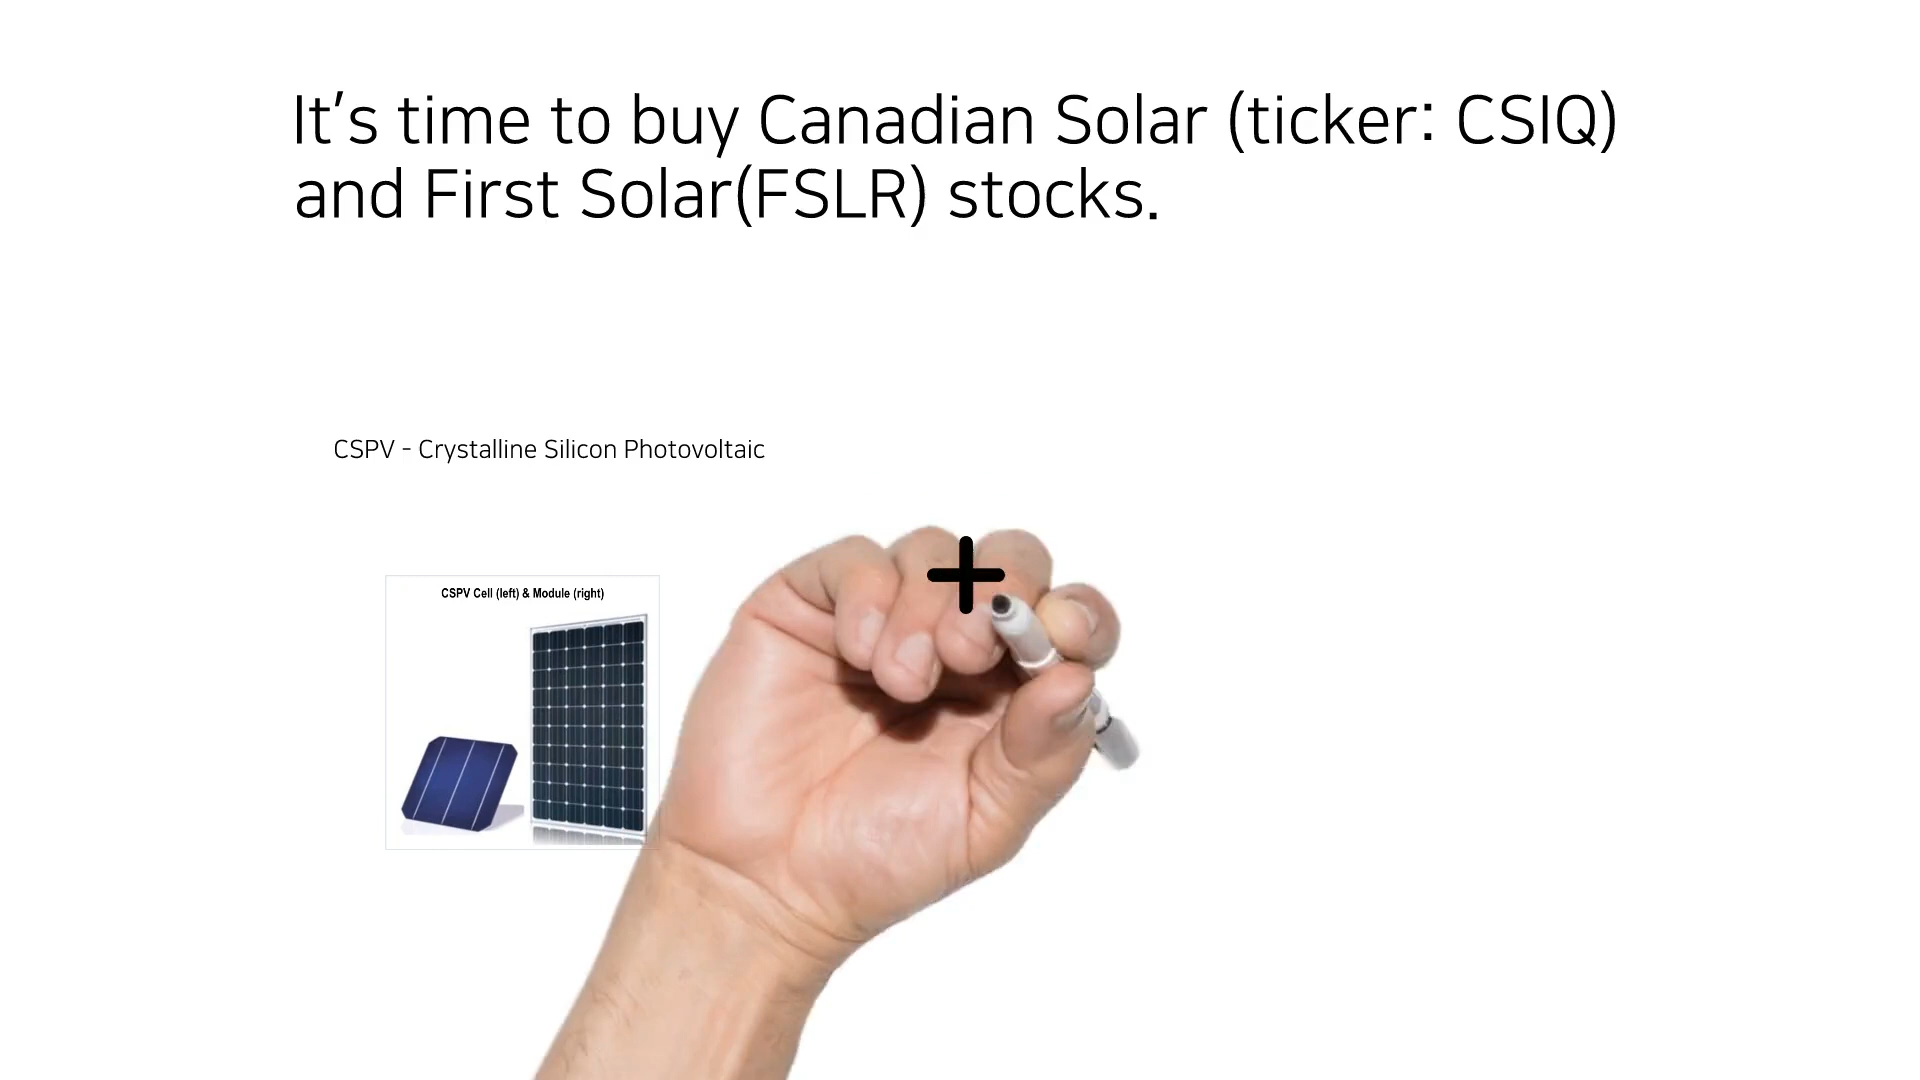 It's time to buy Canadian Solar (ticker: CSIQ)
and First Solar(FSLR) stocks.
CSPV - Crystalline Silicon Photovoltaic
CSPV Cell (left) & Module (right)